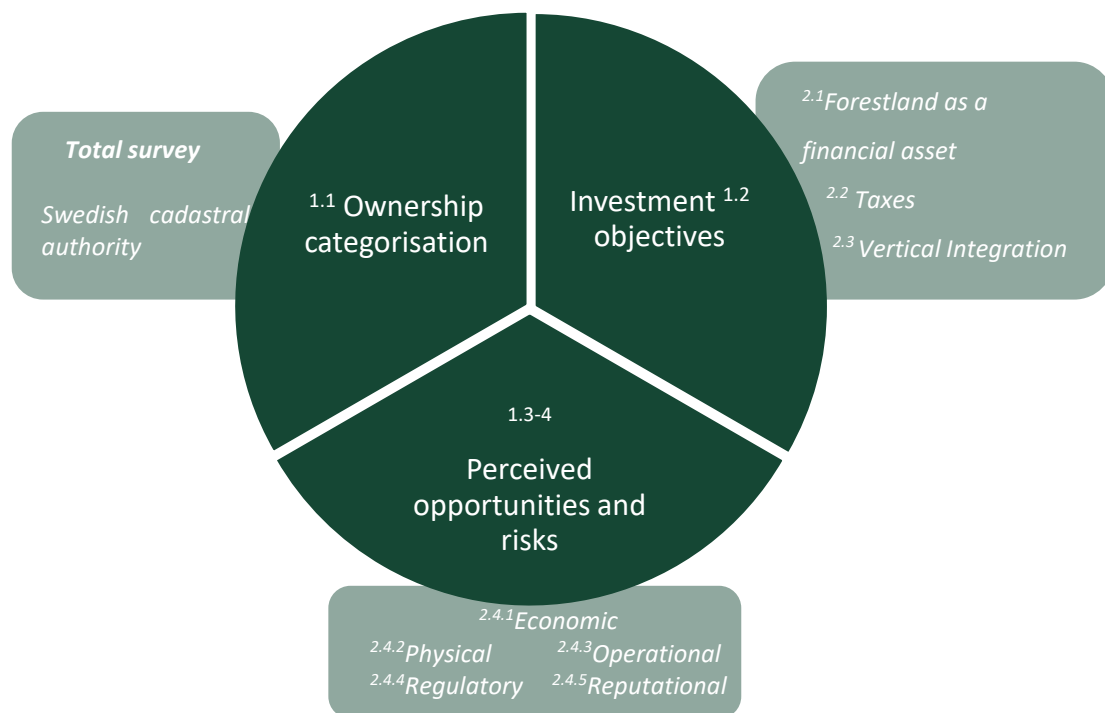 Total survey
Swedish cadastral
authority
1.1 Ownership
categorisation
Investment 1.2
objectives
2.1Forestland as a
financial asset
2.2 Taxes
2.3 Vertical Integration
1.3-4
Perceived
opportunities and
risks
2.4.1Economic
2.4.2Physical 2.4.3Operational
2.4.4Regulatory 2.4.5Reputational